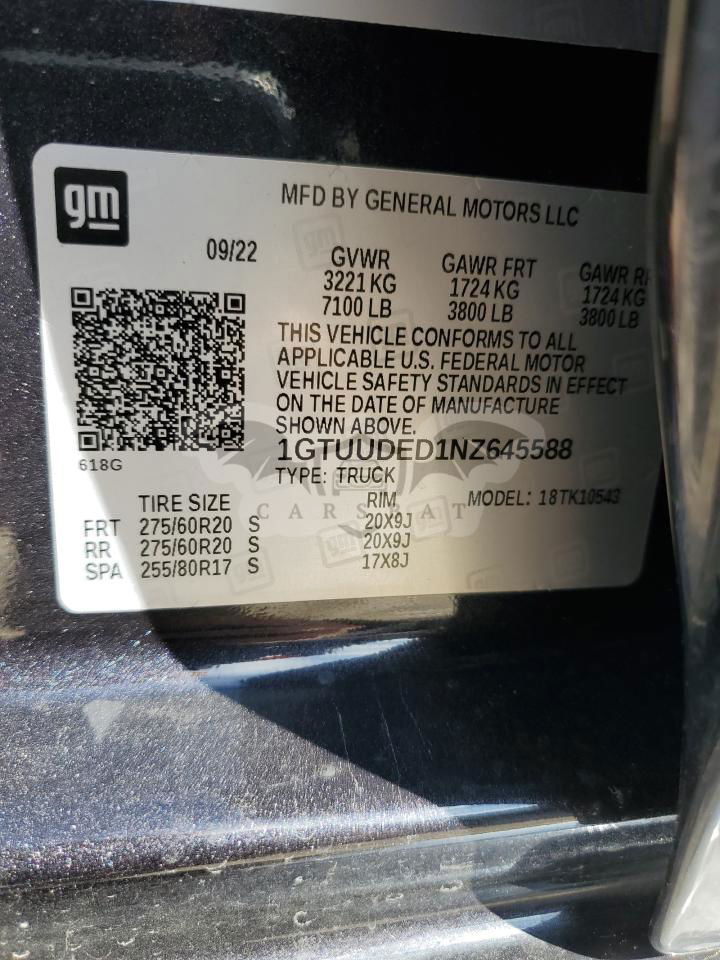 gm
MFD BY GENERAL MOTORS LLC
09/22
GVWR GAWR FRT GAWR
3221 KG 1724 KG 1724 KG
7100 LB 3800 LB 3800 LB
THIS VEHICLE CONFORMS TO ALL
APPLICABLE U.S. FEDERAL MOTOR
VEHICLE SAFETY STANDARDS IN EFFECT
ON THE DATE OF MANUFACTURE
SHOWN ABOVE.
1GTUUDED1NZ645588
618G
TYPE: TRUCK
TIRE SIZE RIM MODEL: 18TK10543
CARSBAT
FRT 275/60R20 S 20X9J
RR 275/60R20 S 20X9J
SPA 255/80R17 S 17X8J